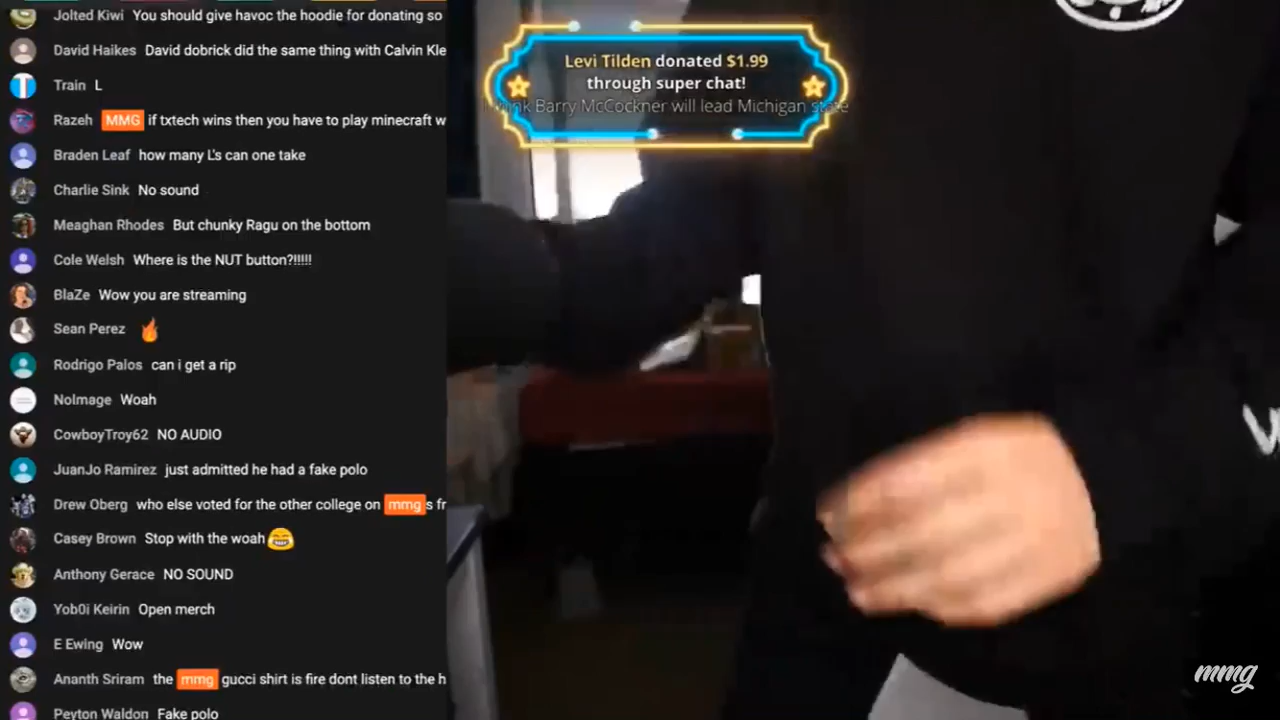 Jolted Kiwi You should give havoc the hoodie for donating so
David Haikes David dobrick did the same thing with Calvin Kle
Train L
Razeh MMG if txtech wins then you have to play minecraft w
Braden Leaf how many L's can one take
Charlie Sink No sound
Meaghan Rhodes But chunky Ragu on the bottom
Cole Welsh Where is the NUT button?!!!!!
BlaZe Wow you are streaming
Sean Perez 🔥
Rodrigo Palos can i get a rip
NoImage Woah
CowboyTroy62 NO AUDIO
JuanJo Ramirez just admitted he had a fake polo
Drew Oberg who else voted for the other college on mmg s fr
Casey Brown Stop with the woah😂
Anthony Gerace NO SOUND
Yob0i Keirin Open merch
E Ewing Wow
Ananth Sriram the mmg gucci shirt is fire dont listen to the h
Peyton Waldon Fake polo
Levi Tilden donated $1.99
through super chat!
Barry McCockner will lead Michigan state
mmg